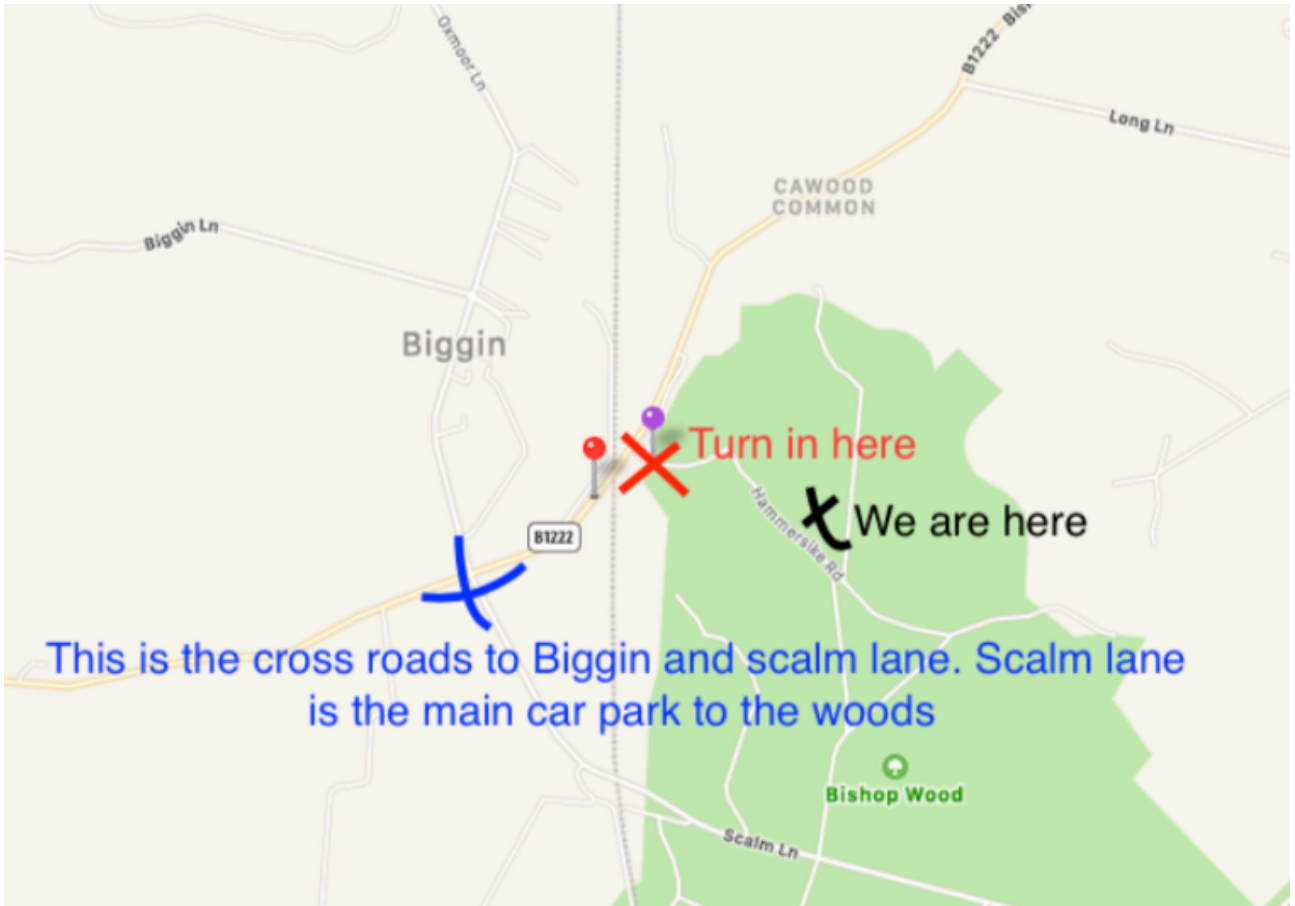 Oxmoor Ln
B1222
Long Ln
CAWOOD
COMMON
Biggin Ln
Biggin
Turn in here
Hammersike Rd
We are here
B1222
This is the cross roads to Biggin and scalm lane. Scalm lane
is the main car park to the woods
Bishop Wood
Scalm Ln